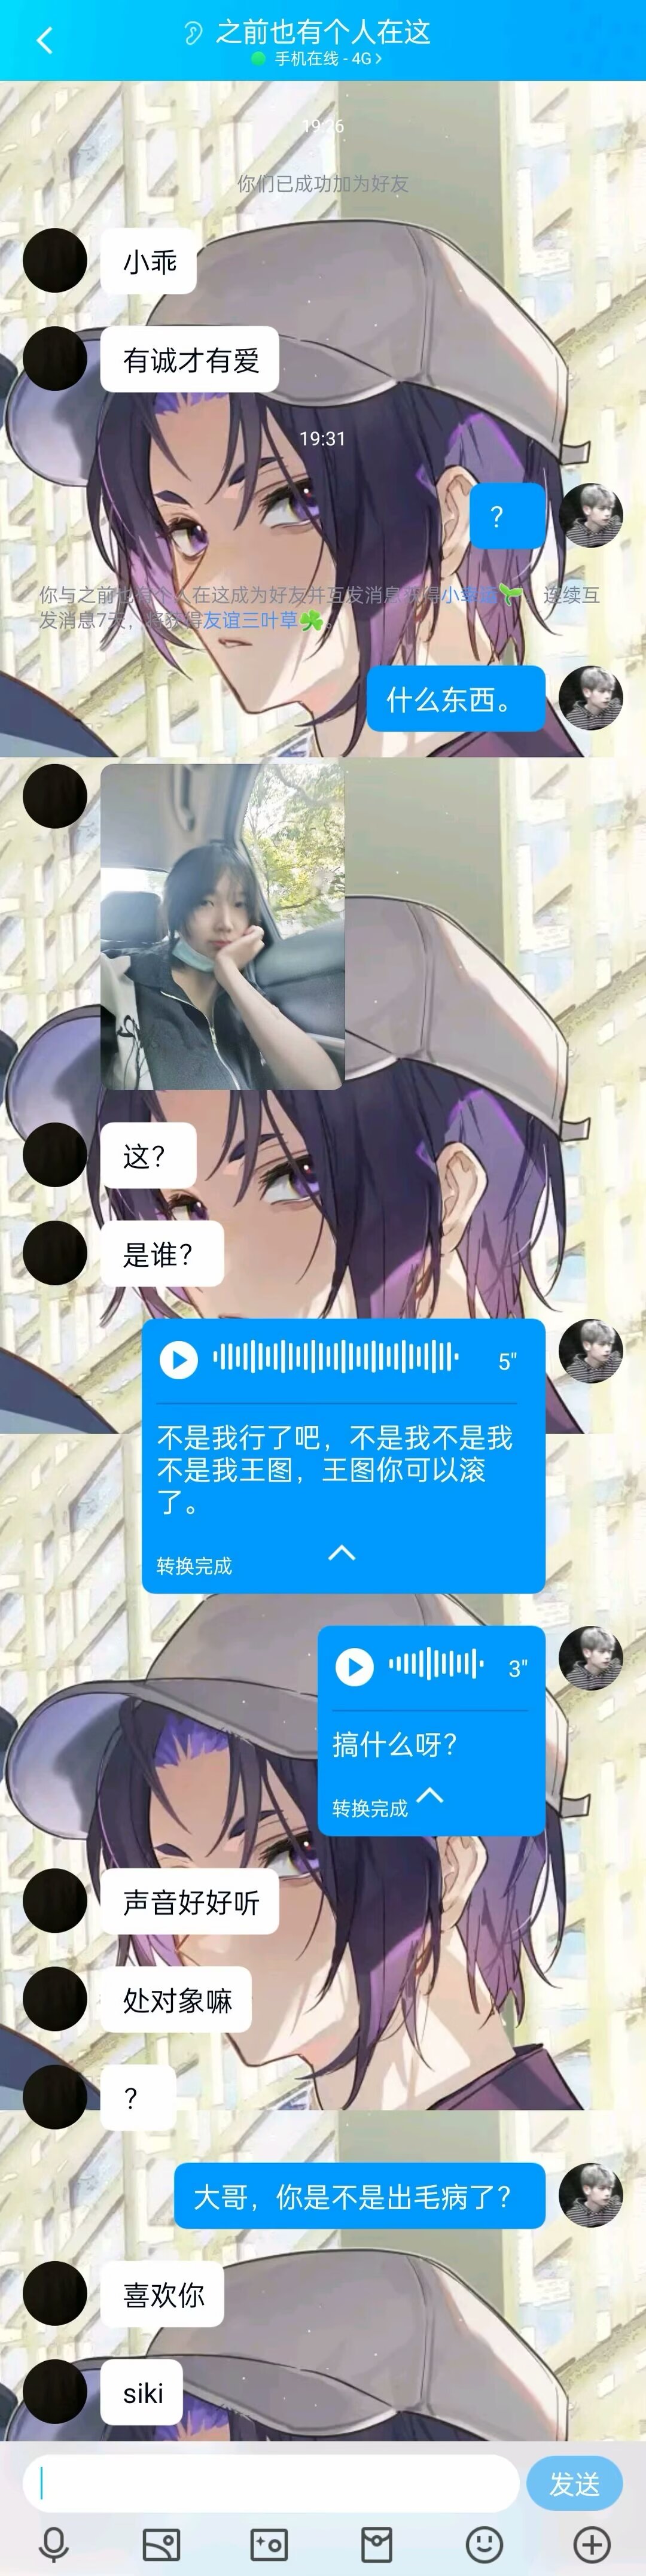 之前也有个人在这
手机在线 - 4G
19:26
你们已成功加为好友
小乖
有诚才有爱
19:31
？
你与之前也有个人在这成为好友并互发消息获得小幸运 连续互
发消息7天，将获得友谊三叶草。
什么东西。
这？
是谁？
5"
不是我行了吧，不是我不是我
不是我王图，王图你可以滚
了。
转换完成
3"
搞什么呀？
转换完成
声音好好听
处对象嘛
？
大哥，你是不是出毛病了？
喜欢你
siki
发送